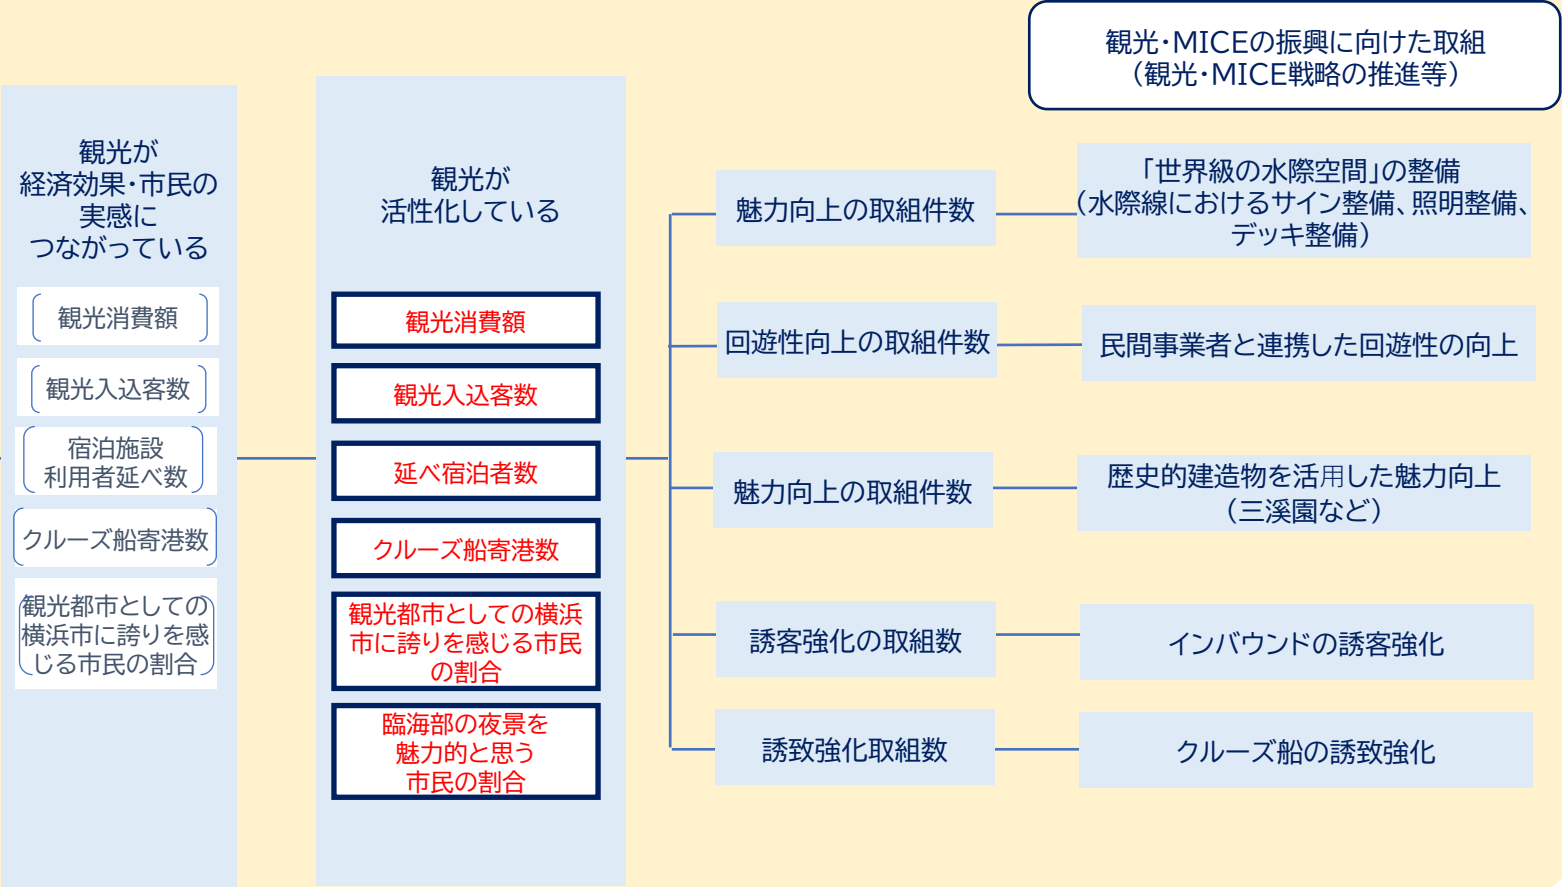 観光・MICEの振興に向けた取組
（観光・MICE戦略の推進等）
観光が
経済効果・市民の
実感に
つながっている
観光消費額
観光入込客数
宿泊施設
利用者延べ数
クルーズ船寄港数
観光都市としての
横浜市に誇りを感
じる市民の割合
観光が
活性化している
観光消費額
観光入込客数
延べ宿泊者数
クルーズ船寄港数
観光都市としての横浜
市に誇りを感じる市民
の割合
臨海部の夜景を
魅力的と思う
市民の割合
魅力向上の取組件数
「世界級の水際空間」の整備
（水際線におけるサイン整備、照明整備、
デッキ整備）
回遊性向上の取組件数
民間事業者と連携した回遊性の向上
魅力向上の取組件数
歴史的建造物を活用した魅力向上
（三溪園など）
誘客強化の取組数
インバウンドの誘客強化
誘致強化取組数
クルーズ船の誘致強化